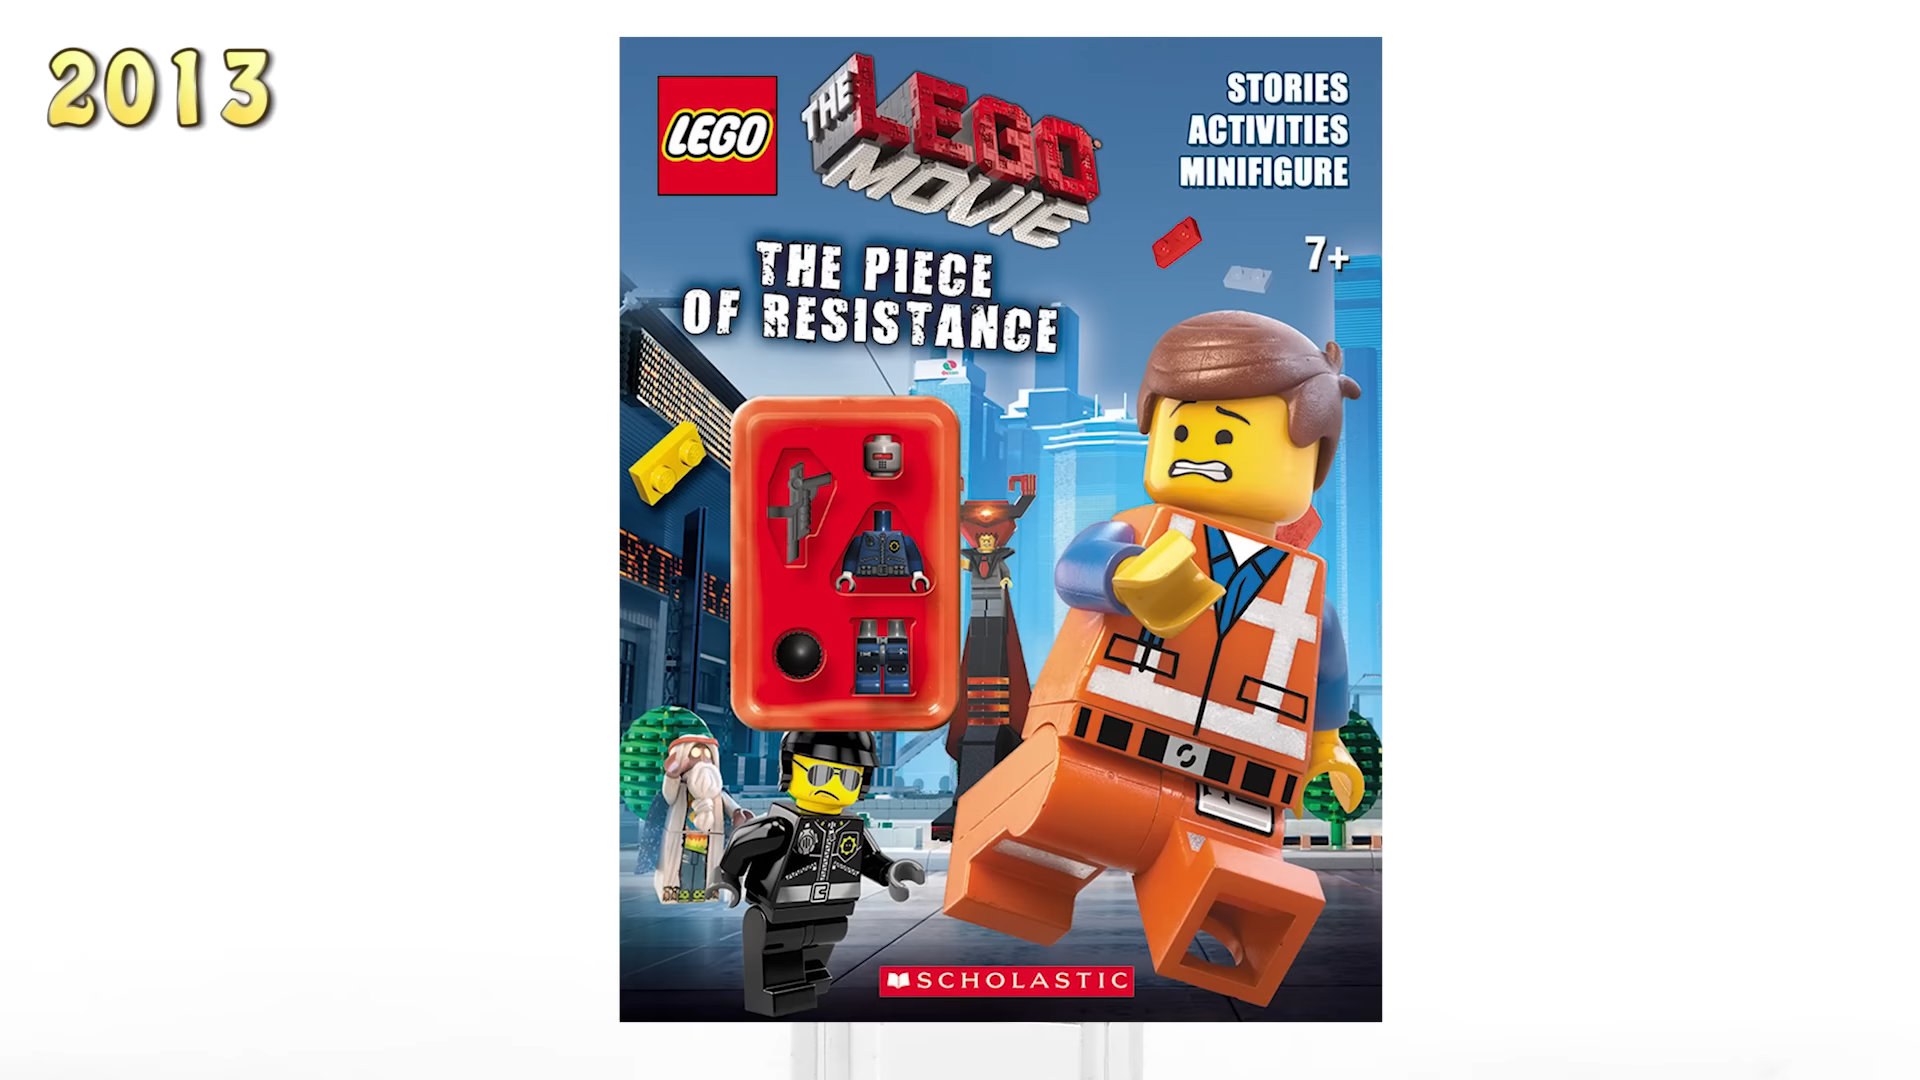 2013
LEGO
THE
LEGO
MOVIE
STORIES
ACTIVITIES
MINIFIGURE
7+
THE PIECE
OF RESISTANCE
SCHOLASTIC